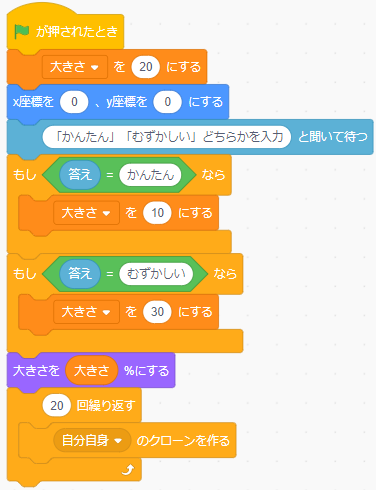 が押されたとき
大きさ を 20 にする
x座標を 0 、y座標を 0 にする
「かんたん」「むずかしい」どちらかを入力 と聞いて待つ
もし 答え = かんたん なら
大きさ を 10 にする
もし 答え = むずかしい なら
大きさ を 30 にする
大きさを 大きさ %にする
20 回繰り返す
自分自身 のクローンを作る